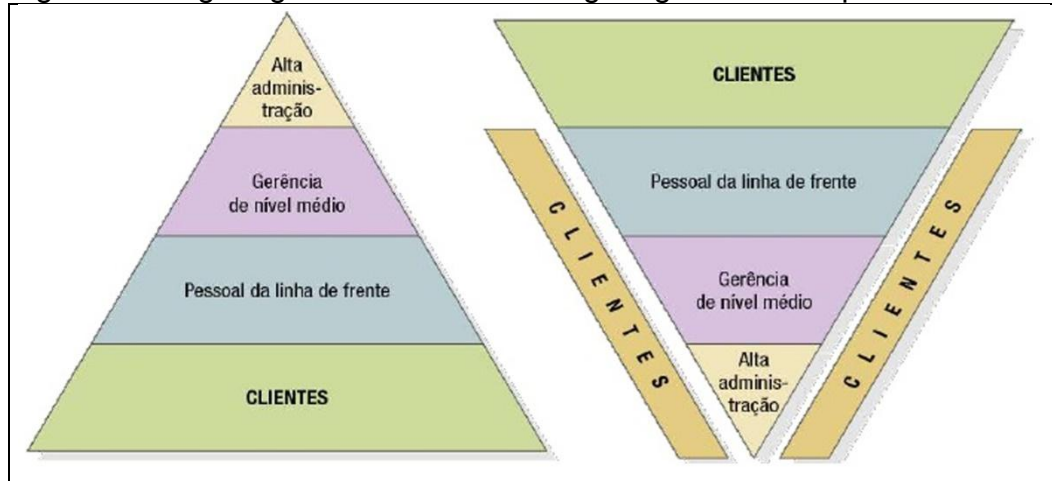 Alta
adminis-
tração
Gerência
de nível médio
Pessoal da linha de frente
CLIENTES
CLIENTES
Pessoal da linha de frente
Gerência
de nível médio
Alta
adminis-
tração
CLIENTES
CLIENTES